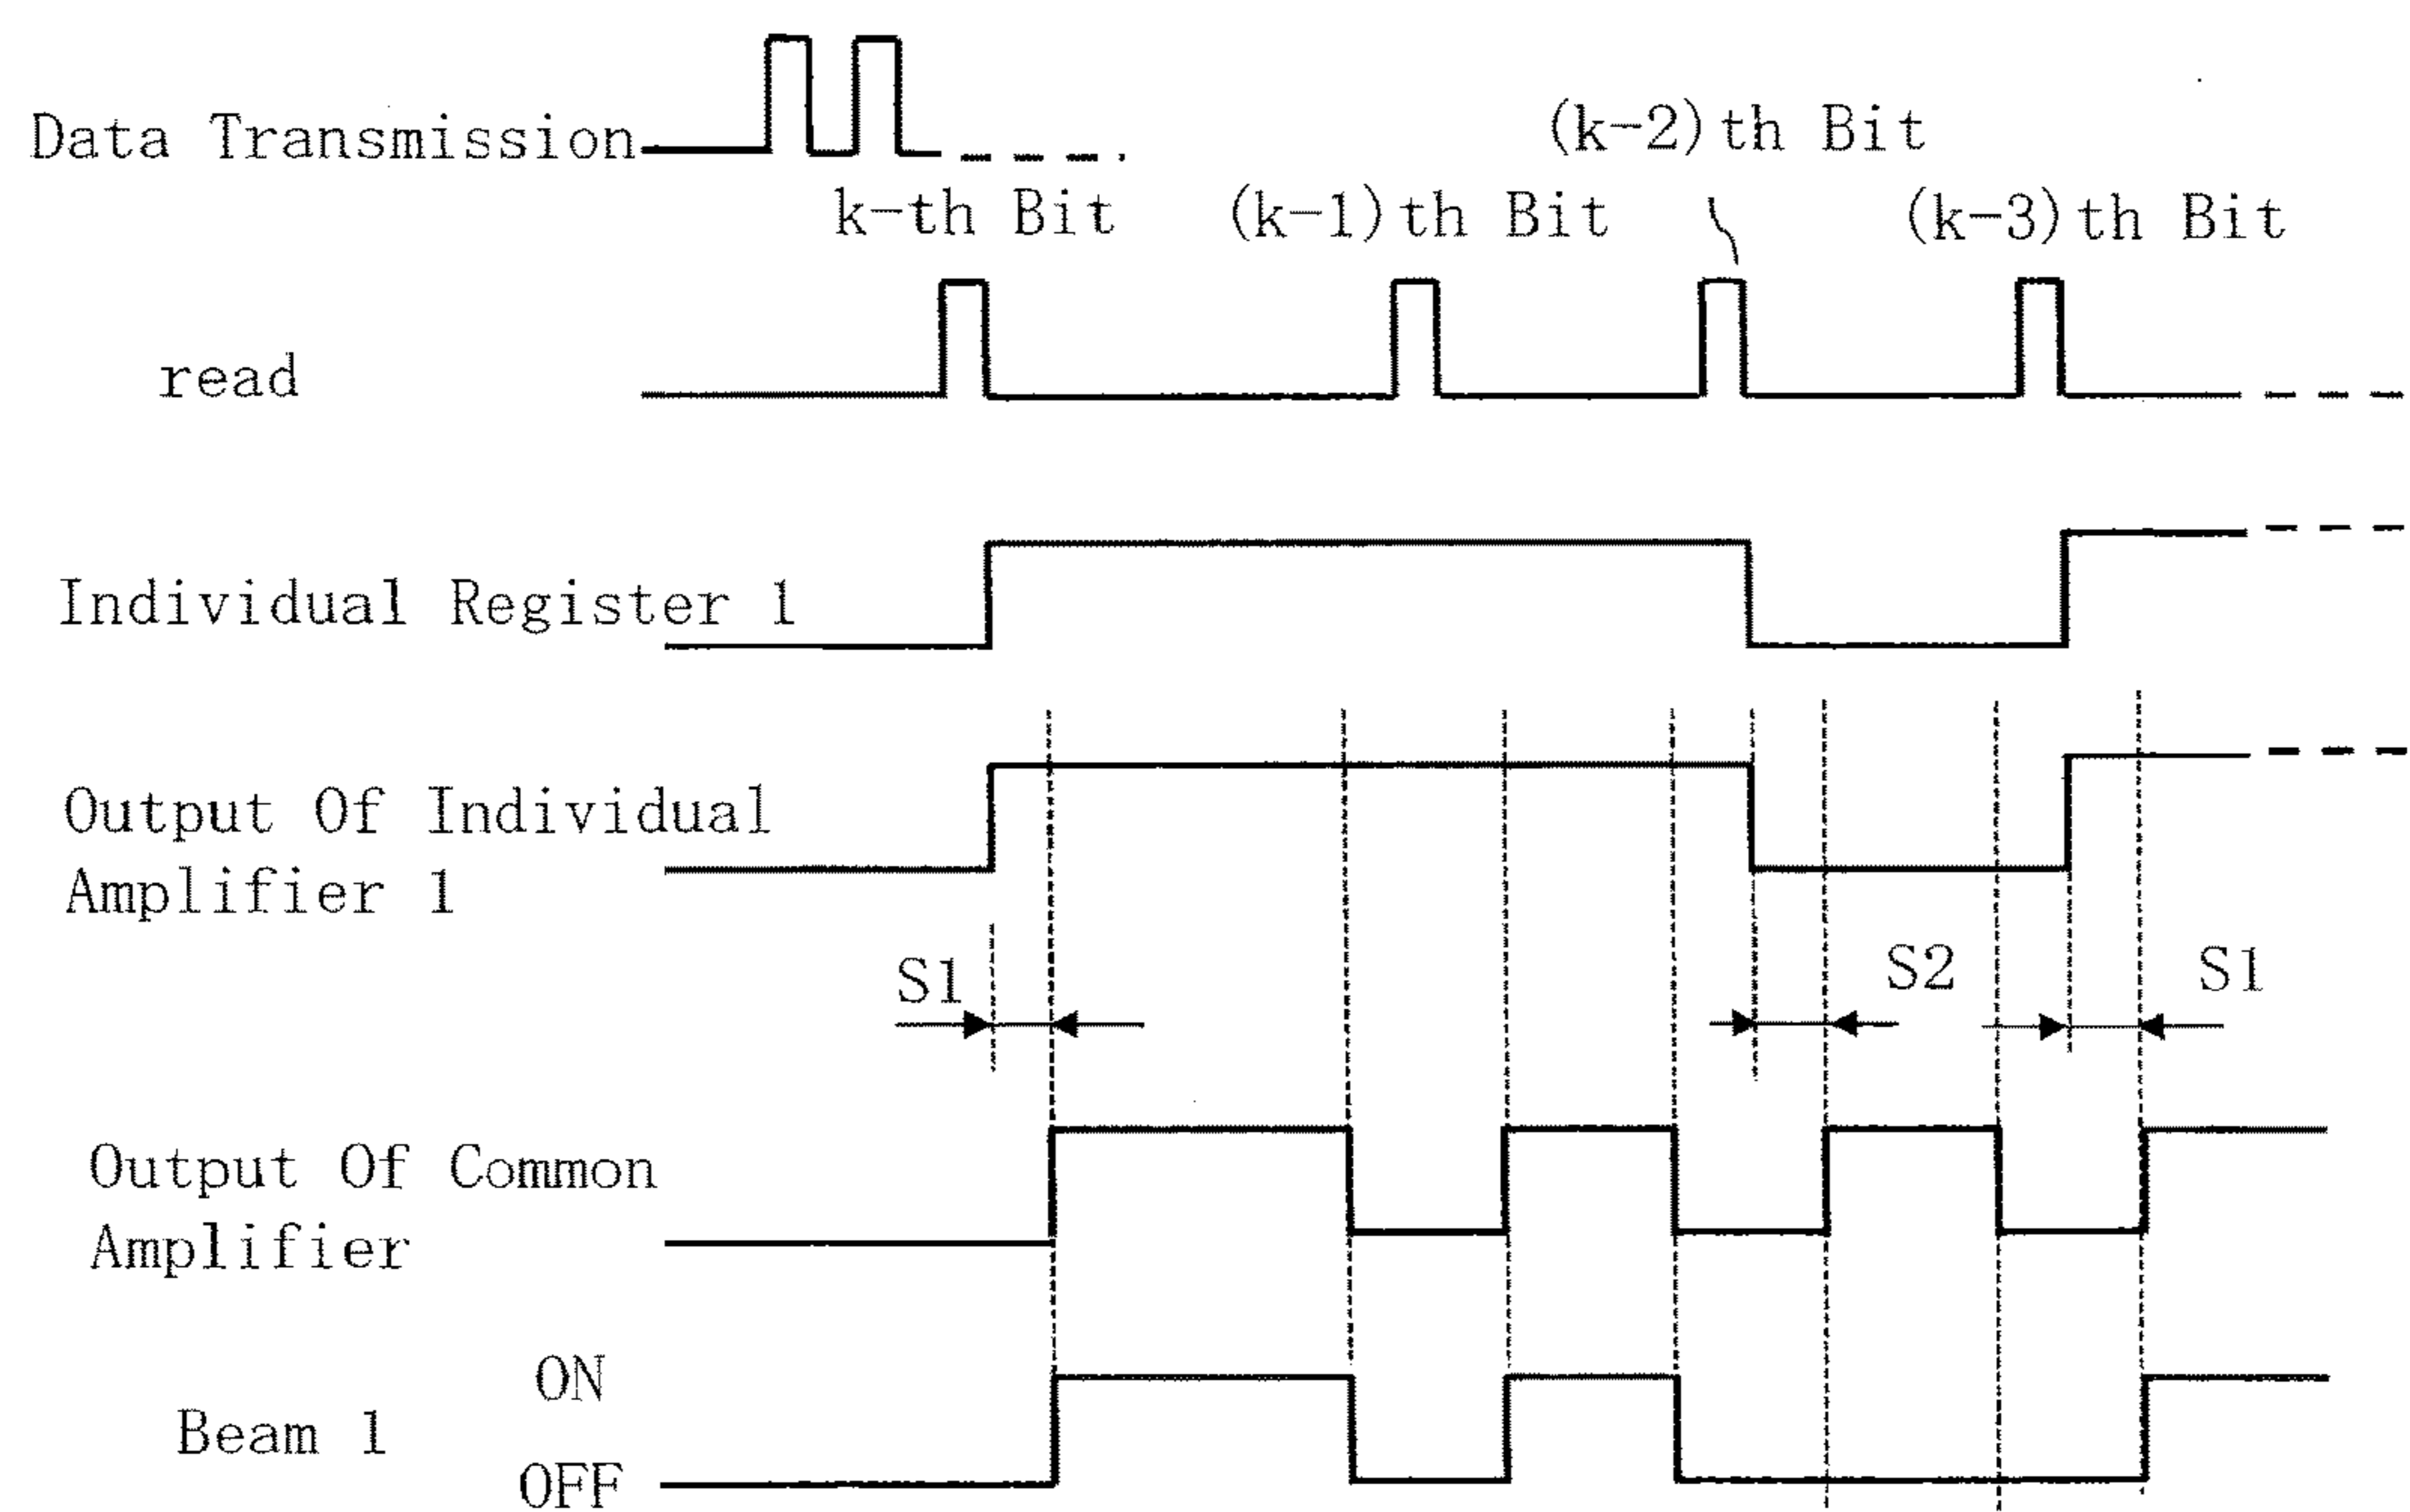 Data Transmission
(k-2)th Bit
k-th Bit
(k-1)th Bit
(k-3)th Bit
read
Individual Register 1
Output Of Individual
Amplifier 1
S1
S2
S1
Output Of Common
Amplifier
ON
Beam 1
OFF